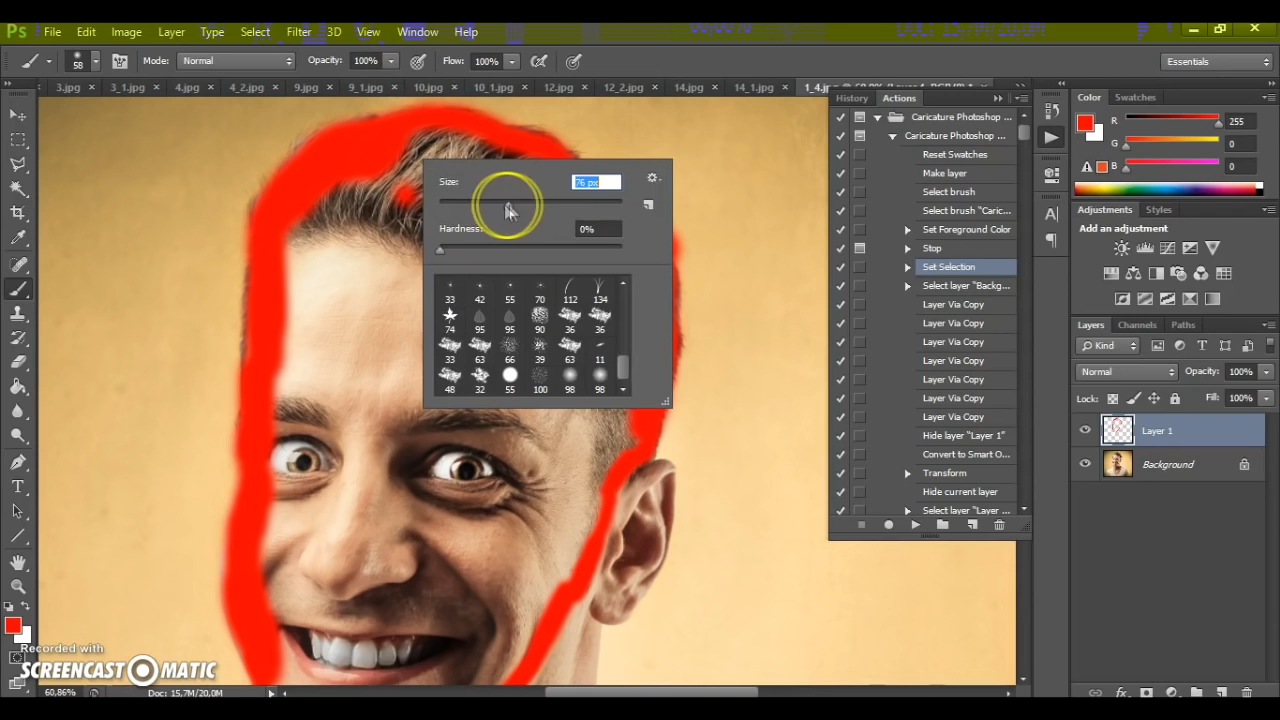 Ps File Edit Image Layer Type Select Filter 3D View Window Help
58 Mode: Normal Opacity: 100% Flow: 100% Essentials
3.jpg × 3_1.jpg × 4.jpg × 4_2.jpg × 9.jpg × 9_1.jpg × 10.jpg × 10_1.jpg × 12.jpg × 12_2.jpg × 14.jpg × 14_1.jpg ×
History Actions
Caricature Photoshop ...
Caricature Photoshop ...
Reset Swatches
Make layer
Select brush
Select brush "Caric...
Set Foreground Color
Stop
Set Selection
Select layer "Backg...
Layer Via Copy
Layer Via Copy
Layer Via Copy
Layer Via Copy
Layer Via Copy
Layer Via Copy
Layer Via Copy
Hide layer "Layer 1"
Convert to Smart O...
Transform
Hide current layer
Select layer "Layer ...
Size: 76 px
Hardness: 0%
33 42 55 70 112 134
74 95 95 90 36 36
33 63 66 39 63 11
48 32 55 100 98 98
Color Swatches
R 255
G 0
B 0
Adjustments Styles
Add an adjustment
Layers Channels Paths
Kind
Normal Opacity: 100%
Lock: Fill: 100%
Layer 1
Background
Recorded with
SCREENCAST MATIC
60,86% Doc: 15,7M/20,0M